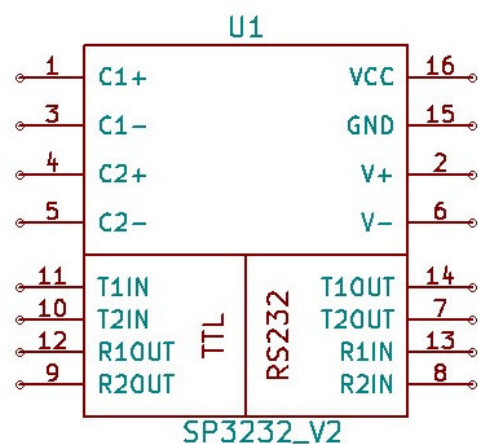 U1
1 C1+ VCC 16
3 C1- GND 15
4 C2+ V+ 2
5 C2- V- 6
11 T1IN T1OUT 14
10 T2IN T2OUT 7
12 R1OUT R1IN 13
9 R2OUT R2IN 8
TTL
RS232
SP3232_V2